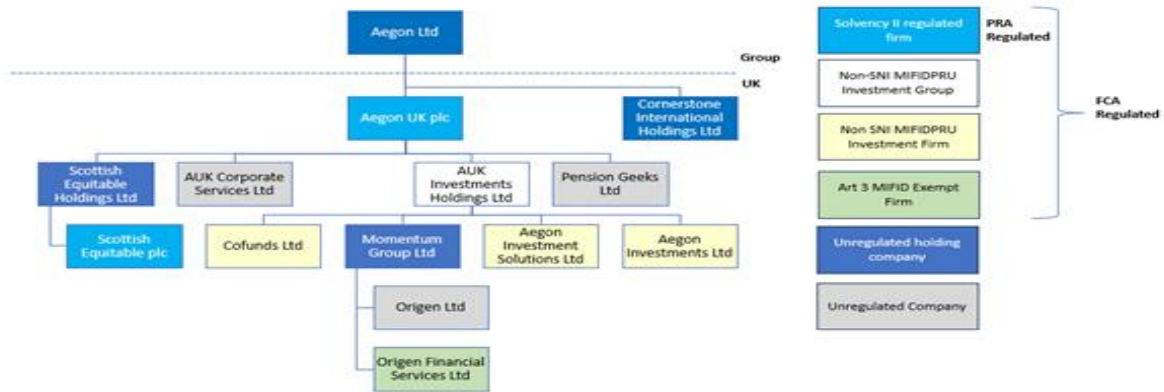 Aegon Ltd
Group
UK
Aegon UK plc
Cornerstone
International
Holdings Ltd
Scottish
Equitable
Holdings Ltd
AUK Corporate
Services Ltd
AUK
Investments
Holdings Ltd
Pension Geeks
Ltd
Scottish
Equitable plc
Cofunds Ltd
Momentum
Group Ltd
Aegon
Investment
Solutions Ltd
Aegon
Investments Ltd
Origen Ltd
Origen Financial
Services Ltd
Solvency II regulated
firm
PRA
Regulated
Non-SNI MIFIDPRU
Investment Group
FCA
Regulated
Non SNI MIFIDPRU
Investment Firm
Art 3 MIFID Exempt
Firm
Unregulated holding
company
Unregulated Company